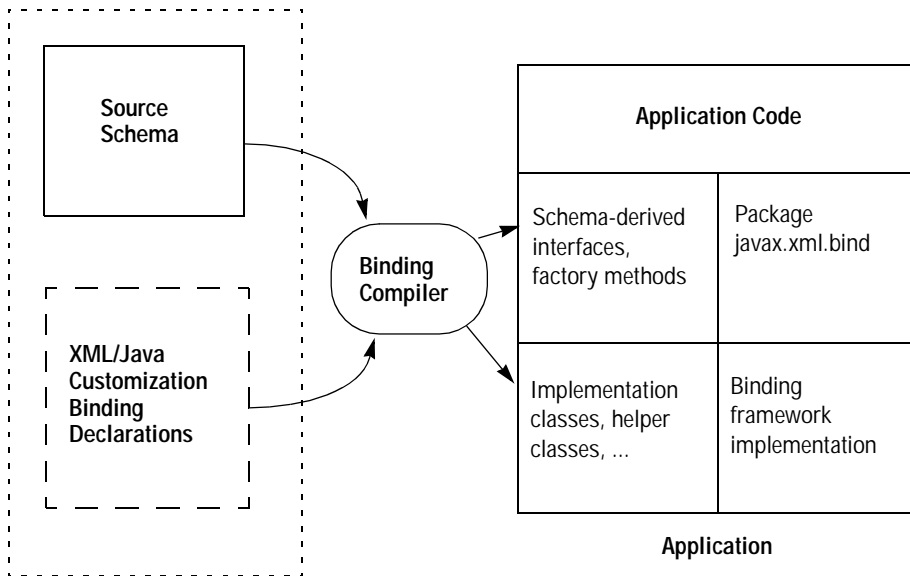 Source
Schema
XML/Java
Customization
Binding
Declarations
Binding
Compiler
Application Code
Schema-derived
interfaces,
factory methods
Package
javax.xml.bind
Implementation
classes, helper
classes, ...
Binding
framework
implementation
Application